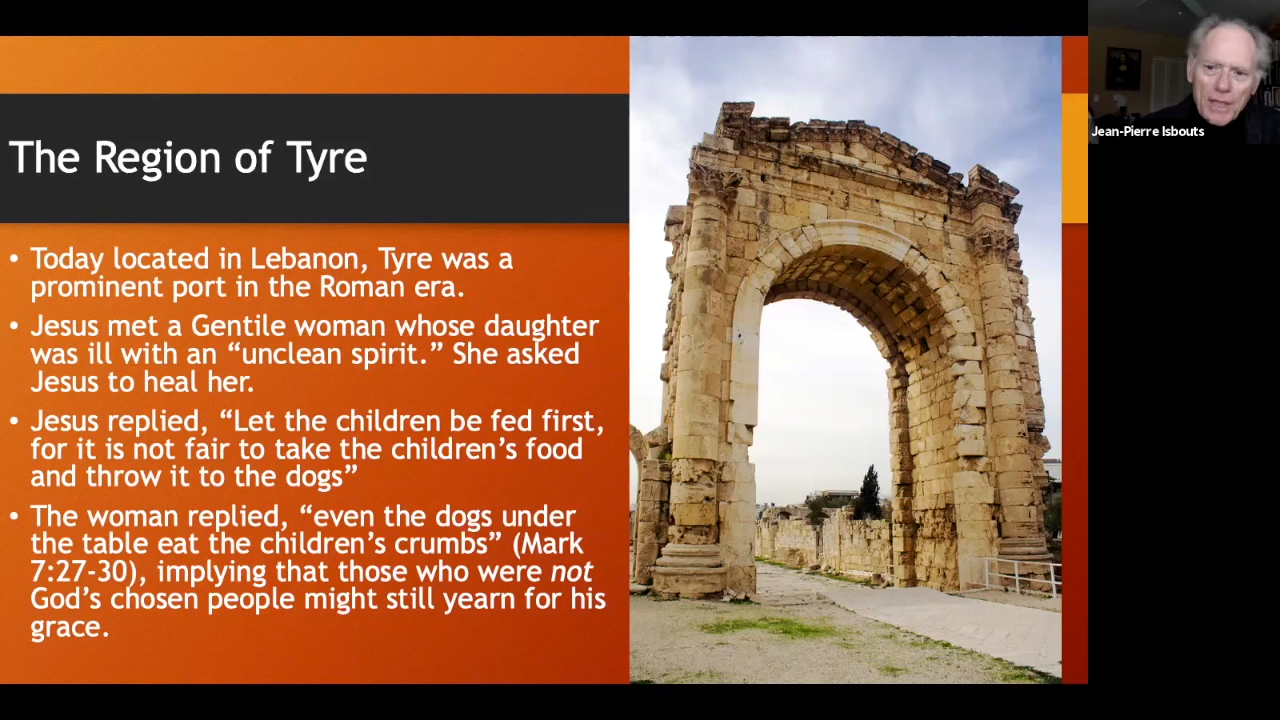 The Region of Tyre
• Today located in Lebanon, Tyre was a
prominent port in the Roman era.
• Jesus met a Gentile woman whose daughter
was ill with an “unclean spirit.” She asked
Jesus to heal her.
• Jesus replied, “Let the children be fed first,
for it is not fair to take the children’s food
and throw it to the dogs”
• The woman replied, “even the dogs under
the table eat the children’s crumbs” (Mark
7:27-30), implying that those who were not
God’s chosen people might still yearn for his
grace.
Jean-Pierre Isbouts